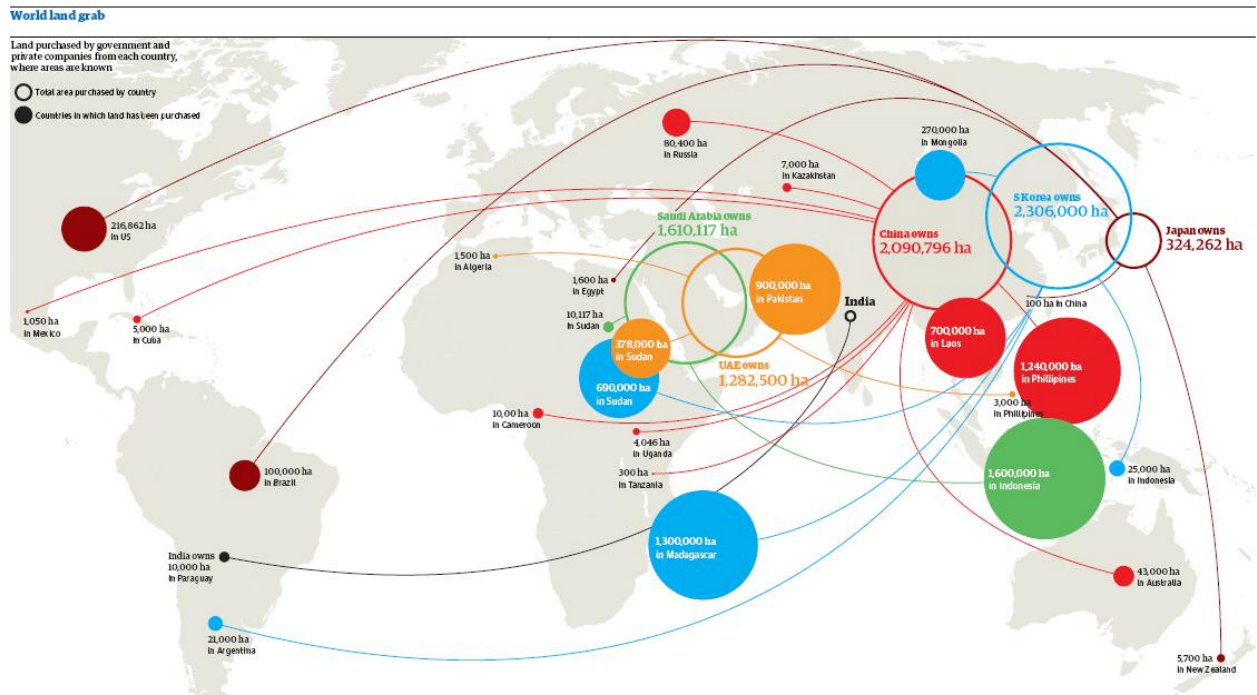 World land grab
Land purchased by government and
private companies from each country,
where areas are known
Total area purchased by country
Countries in which land has been purchased
216,862 ha
in US
1,050 ha
in Mexico
5,000 ha
in Cuba
100,000 ha
in Brazil
India owns
10,000 ha
in Paraguay
21,000 ha
in Argentina
80,400 ha
in Russia
7,000 ha
in Kazakhstan
270,000 ha
in Mongolia
Saudi Arabia owns
1,610,117 ha
China owns
2,090,796 ha
S Korea owns
2,306,000 ha
Japan owns
324,262 ha
1,500 ha
in Algeria
1,600 ha
in Egypt
10,117 ha
in Sudan
378,000 ha
in Sudan
690,000 ha
in Sudan
900,000 ha
in Pakistan
UAE owns
1,282,500 ha
India
100 ha in China
700,000 ha
in Laos
1,240,000 ha
in Phillipines
3,000 ha
in Phillipines
10,00 ha
in Cameroon
4,046 ha
in Uganda
300 ha
in Tanzania
1,600,000 ha
in Indonesia
25,000 ha
in Indonesia
1,300,000 ha
in Madagascar
43,000 ha
in Australia
5,700 ha
in New Zealand